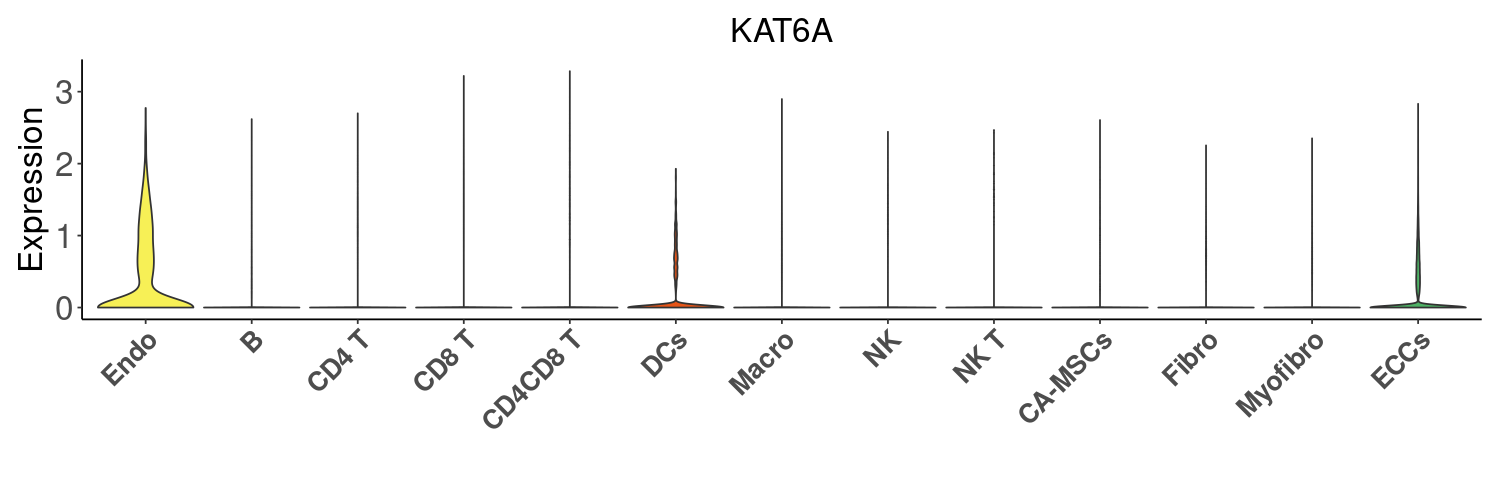 KAT6A
Expression
3
2
1
0
Endo
B
CD4 T
CD8 T
CD4CD8 T
DCs
Macro
NK
NK T
CA-MSCs
Fibro
Myofibro
ECCs